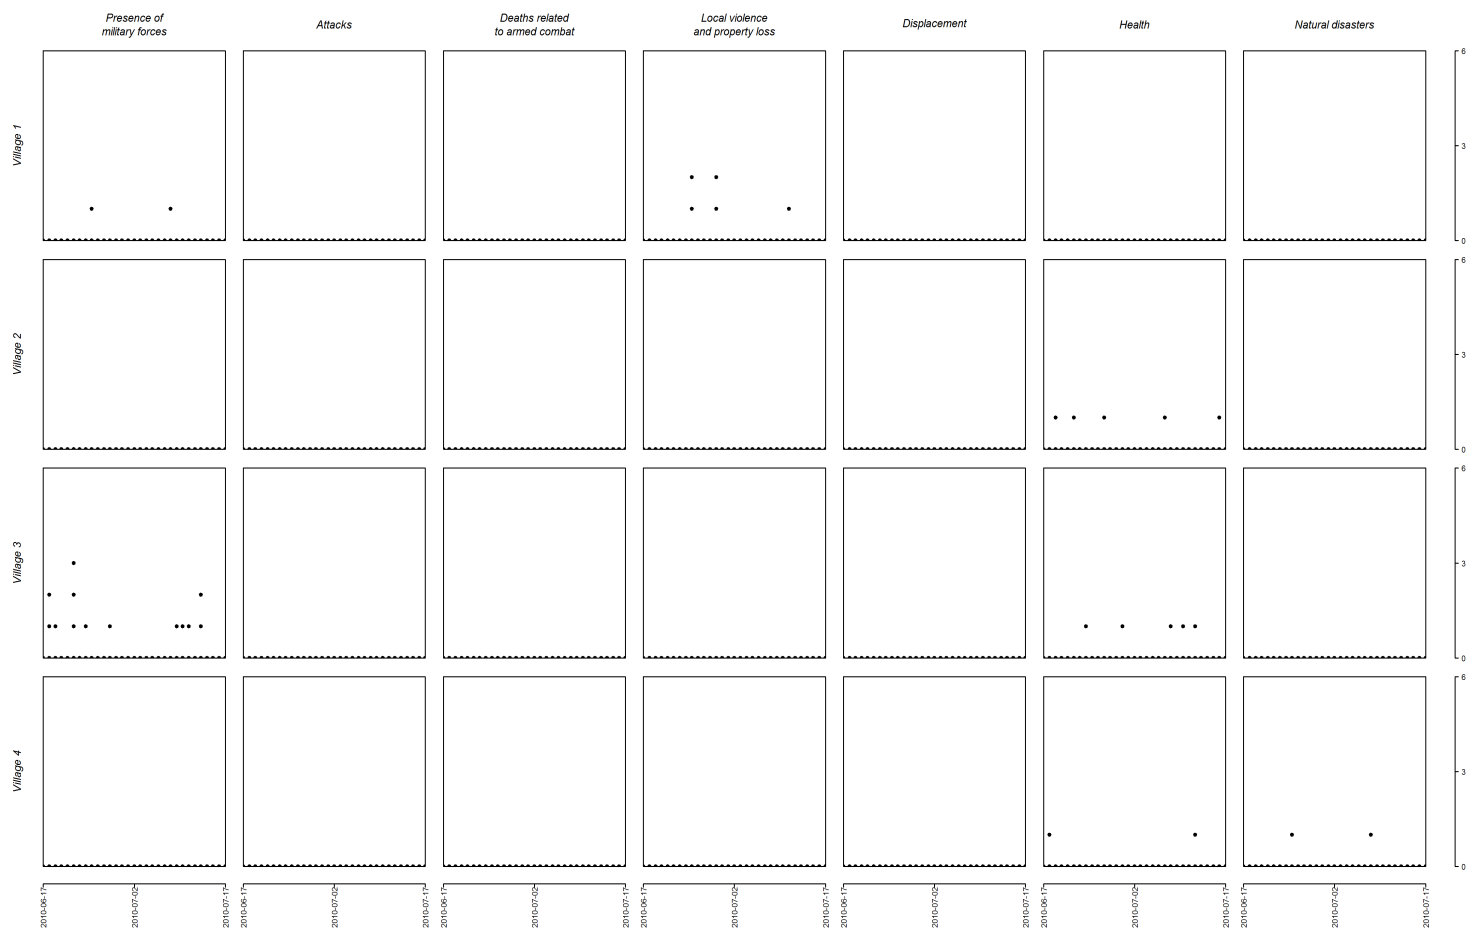 Presence of
military forces
Attacks
Deaths related
to armed combat
Local violence
and property loss
Displacement
Health
Natural disasters
Village 1
6
3
0
Village 2
6
3
0
Village 3
6
3
0
Village 4
6
3
0
2010-06-17
2010-07-02
2010-07-17
2010-06-17
2010-07-02
2010-07-17
2010-06-17
2010-07-02
2010-07-17
2010-06-17
2010-07-02
2010-07-17
2010-06-17
2010-07-02
2010-07-17
2010-06-17
2010-07-02
2010-07-17
2010-06-17
2010-07-02
2010-07-17